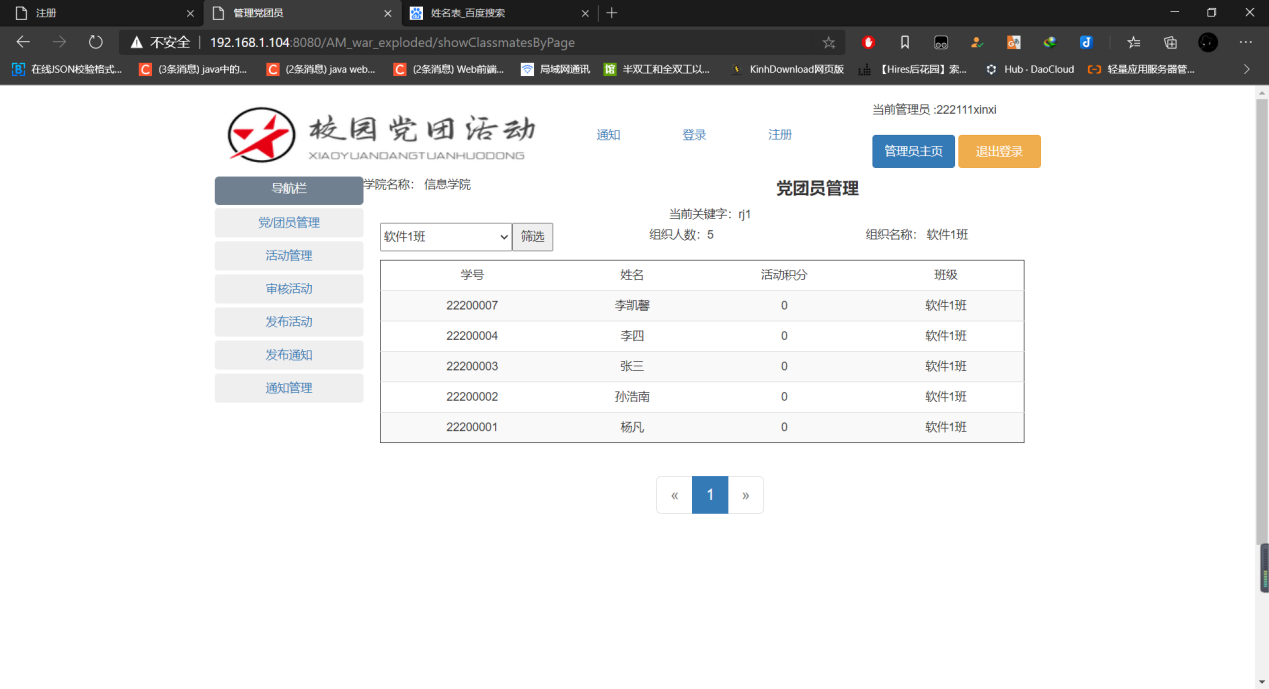 注册
管理党团员
姓名表_百度搜索
不安全 | 192.168.1.104:8080/AM_war_exploded/showClassmatesByPage
在线JSON校验格式...
(3条消息) java中的...
(2条消息) java web...
(2条消息) Web前端...
局域网通讯
半双工和全双工以...
KinhDownload网页版
【Hires后花园】索...
Hub - DaoCloud
轻量应用服务器管...
校园党团活动
XIAOYUANDANGTUANHUODONG
通知 登录 注册
当前管理员 :222111xinxi
管理员主页 退出登录
导航栏
党/团员管理
活动管理
审核活动
发布活动
发布通知
通知管理
学院名称: 信息学院
党团员管理
当前关键字: rj1
软件1班 筛选 组织人数: 5 组织名称: 软件1班
学号 姓名 活动积分 班级
22200007 李凯馨 0 软件1班
22200004 李四 0 软件1班
22200003 张三 0 软件1班
22200002 孙浩南 0 软件1班
22200001 杨凡 0 软件1班
« 1 »